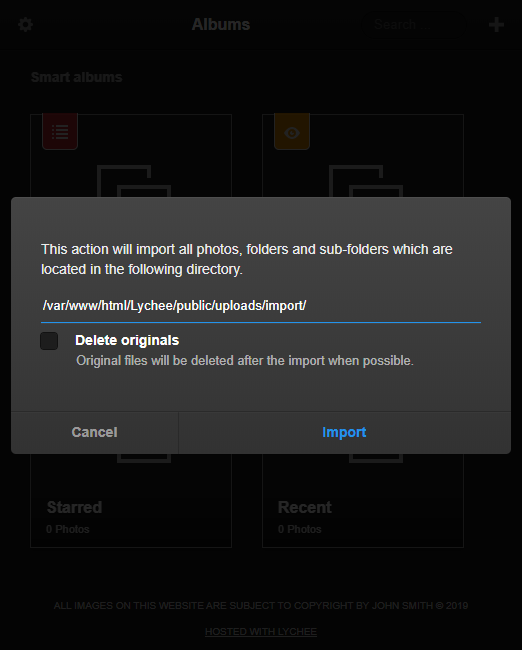 Albums
Search
Smart albums
This action will import all photos, folders and sub-folders which are
located in the following directory.
/var/www/html/Lychee/public/uploads/import/
Delete originals
Original files will be deleted after the import when possible.
Cancel
Import
Starred
0 Photos
Recent
0 Photos
ALL IMAGES ON THIS WEBSITE ARE SUBJECT TO COPYRIGHT BY JOHN SMITH © 2019
HOSTED WITH LYCHEE